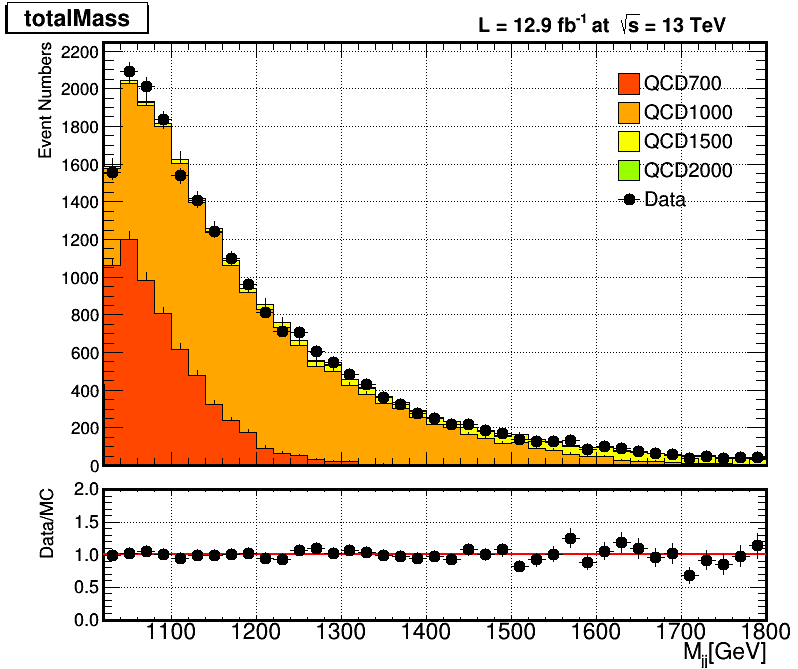 totalMass
L = 12.9 fb⁻¹ at √s = 13 TeV
Event Numbers
2200
2000
1800
1600
1400
1200
1000
800
600
400
200
0
QCD700
QCD1000
QCD1500
QCD2000
Data
Data/MC
2.0
1.5
1.0
0.5
0.0
1100 1200 1300 1400 1500 1600 1700 1800
Mjj[GeV]